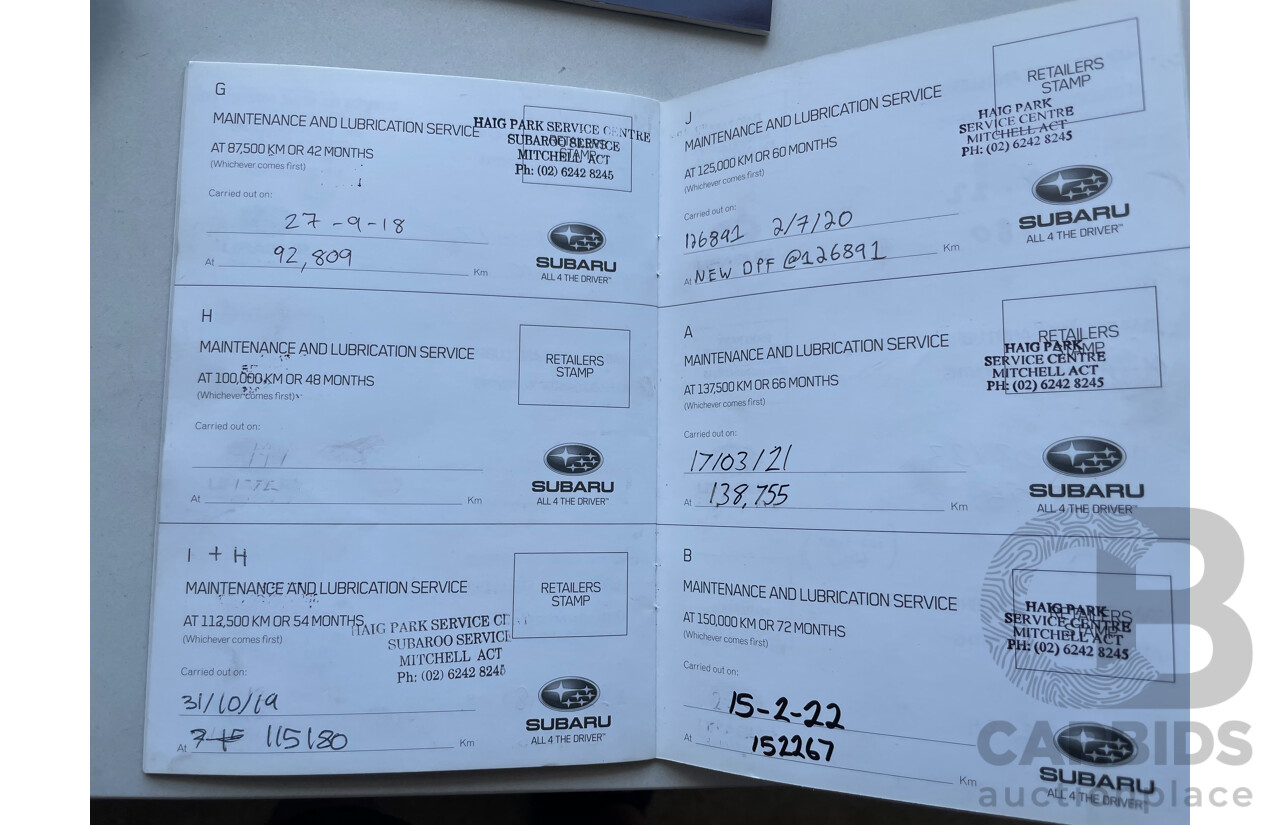 G
MAINTENANCE AND LUBRICATION SERVICE
AT 87,500 KM OR 42 MONTHS
(Whichever comes first)
HAIG PARK SERVICE CENTRE
SUBAROO SERVICE
MITCHELL ACT
Ph: (02) 6242 8245
Carried out on:
27-9-18
At 92,809 Km
SUBARU
ALL 4 THE DRIVER™
H
MAINTENANCE AND LUBRICATION SERVICE
AT 100,000 KM OR 48 MONTHS
(Whichever comes first)
RETAILERS
STAMP
Carried out on:
At Km
SUBARU
ALL 4 THE DRIVER™
I + H
MAINTENANCE AND LUBRICATION SERVICE
AT 112,500 KM OR 54 MONTHS
(Whichever comes first)
RETAILERS
STAMP
HAIG PARK SERVICE
SUBAROO SERVIC
MITCHELL ACT
Ph: (02) 6242 8245
Carried out on:
31/10/19
At 115180 Km
SUBARU
ALL 4 THE DRIVER™
J
MAINTENANCE AND LUBRICATION SERVICE
AT 125,000 KM OR 60 MONTHS
(Whichever comes first)
RETAILERS
STAMP
HAIG PARK
SERVICE CENTRE
MITCHELL ACT
PH: (02) 6242 8245
Carried out on:
126891 2/7/20
At NEW DPF @126891 Km
SUBARU
ALL 4 THE DRIVER™
A
MAINTENANCE AND LUBRICATION SERVICE
AT 137,500 KM OR 66 MONTHS
(Whichever comes first)
RETAILERS
STAMP
HAIG PARK
SERVICE CENTRE
MITCHELL ACT
PH: (02) 6242 8245
Carried out on:
17/03/21
At 138,755 Km
SUBARU
ALL 4 THE DRIVER™
B
MAINTENANCE AND LUBRICATION SERVICE
AT 150,000 KM OR 72 MONTHS
(Whichever comes first)
RETAILERS
STAMP
HAIG PARK
SERVICE CENTRE
MITCHELL ACT
PH: (02) 6242 8245
Carried out on:
15-2-22
At 152267 Km
SUBARU
ALL 4 THE DRIVER™
CARBIDS
auctionplace